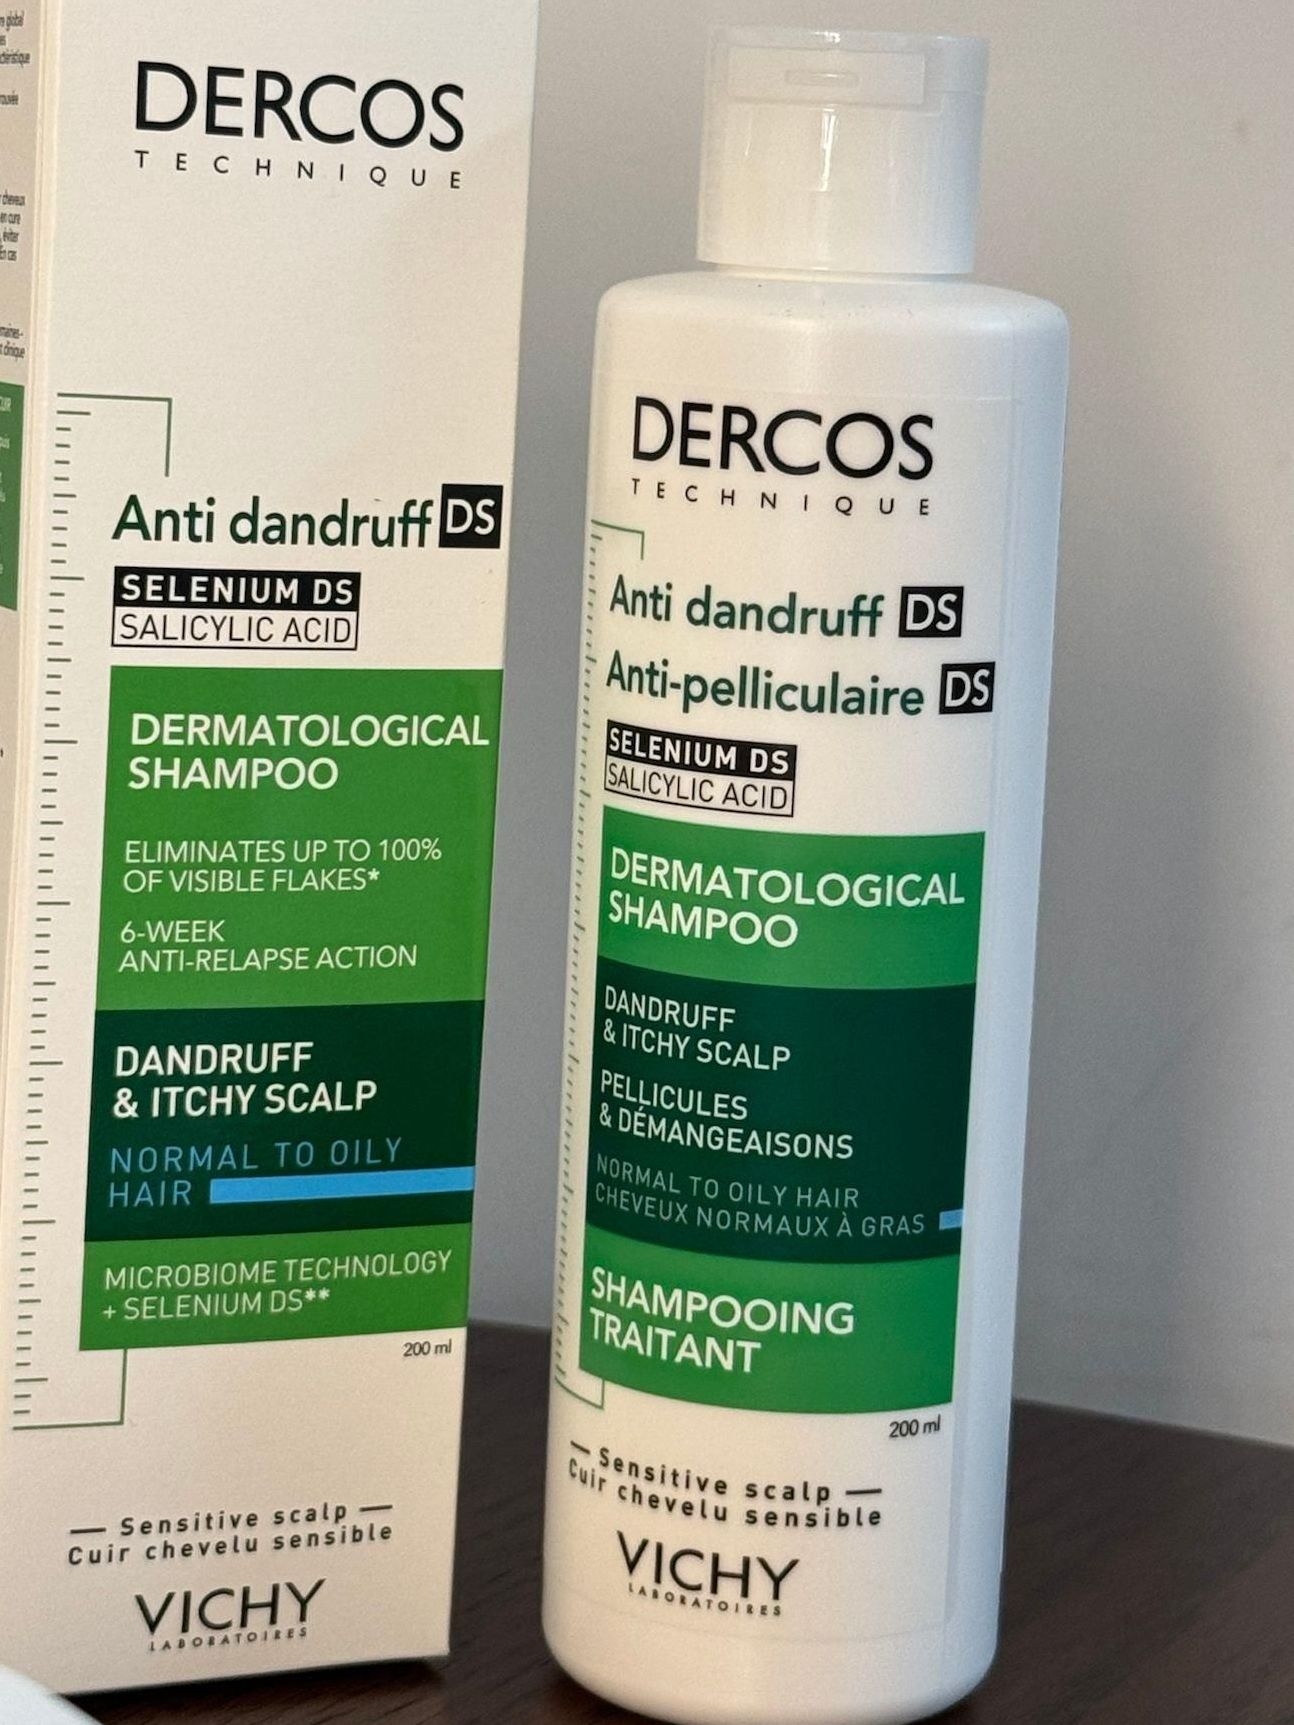 DERCOS
TECHNIQUE
Anti dandruff DS
SELENIUM DS
SALICYLIC ACID
DERMATOLOGICAL
SHAMPOO
ELIMINATES UP TO 100%
OF VISIBLE FLAKES*
6-WEEK
ANTI-RELAPSE ACTION
DANDRUFF
& ITCHY SCALP
NORMAL TO OILY
HAIR
MICROBIOME TECHNOLOGY
+ SELENIUM DS**
200 ml
Sensitive scalp
Cuir chevelu sensible
VICHY
LABORATOIRES
DERCOS
TECHNIQUE
Anti dandruff DS
Anti-pelliculaire DS
SELENIUM DS
SALICYLIC ACID
DERMATOLOGICAL
SHAMPOO
DANDRUFF
& ITCHY SCALP
PELLICULES
& DÉMANGEAISONS
NORMAL TO OILY HAIR
CHEVEUX NORMAUX À GRAS
SHAMPOOING
TRAITANT
200 ml
Sensitive scalp
Cuir chevelu sensible
VICHY
LABORATOIRES